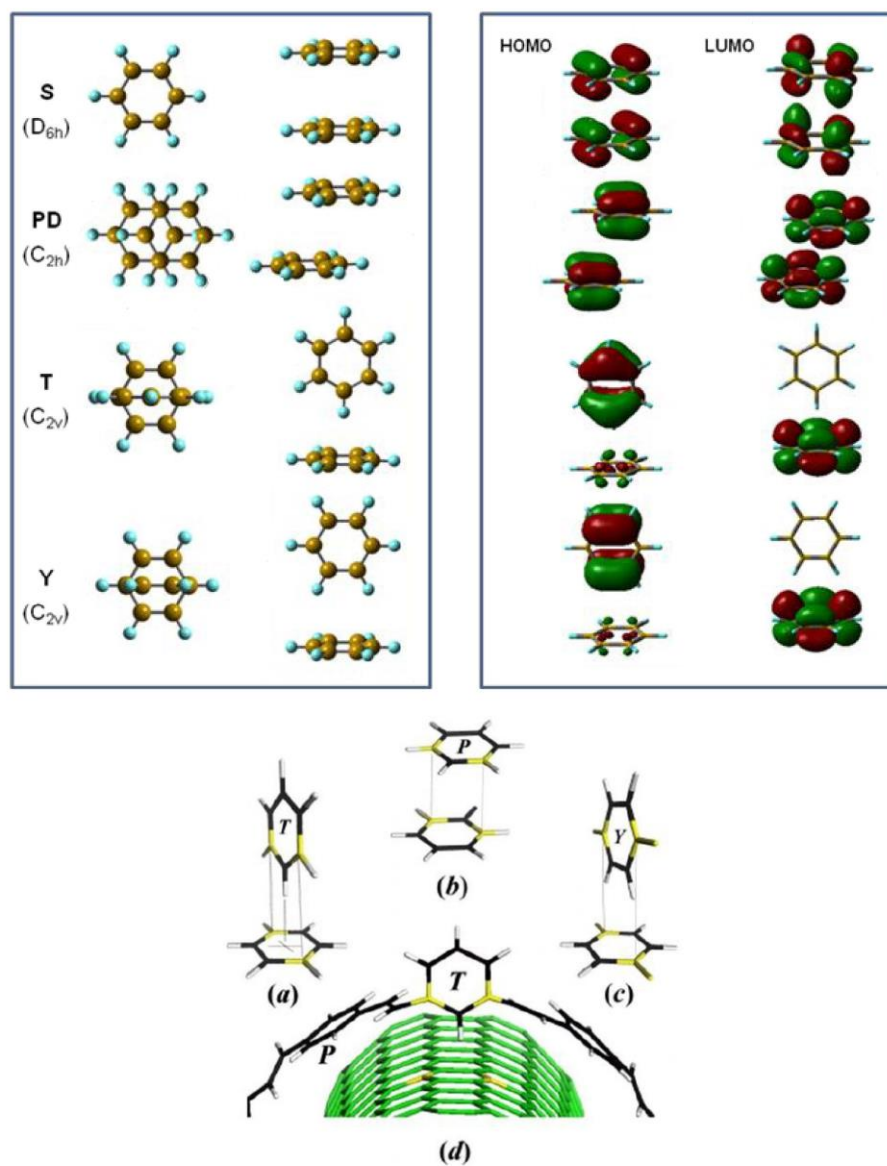 S
(D6h)
PD
(C2h)
T
(C2v)
Y
(C2v)
HOMO LUMO
T
P
Y
(a)
(b)
(c)
T
P
(d)